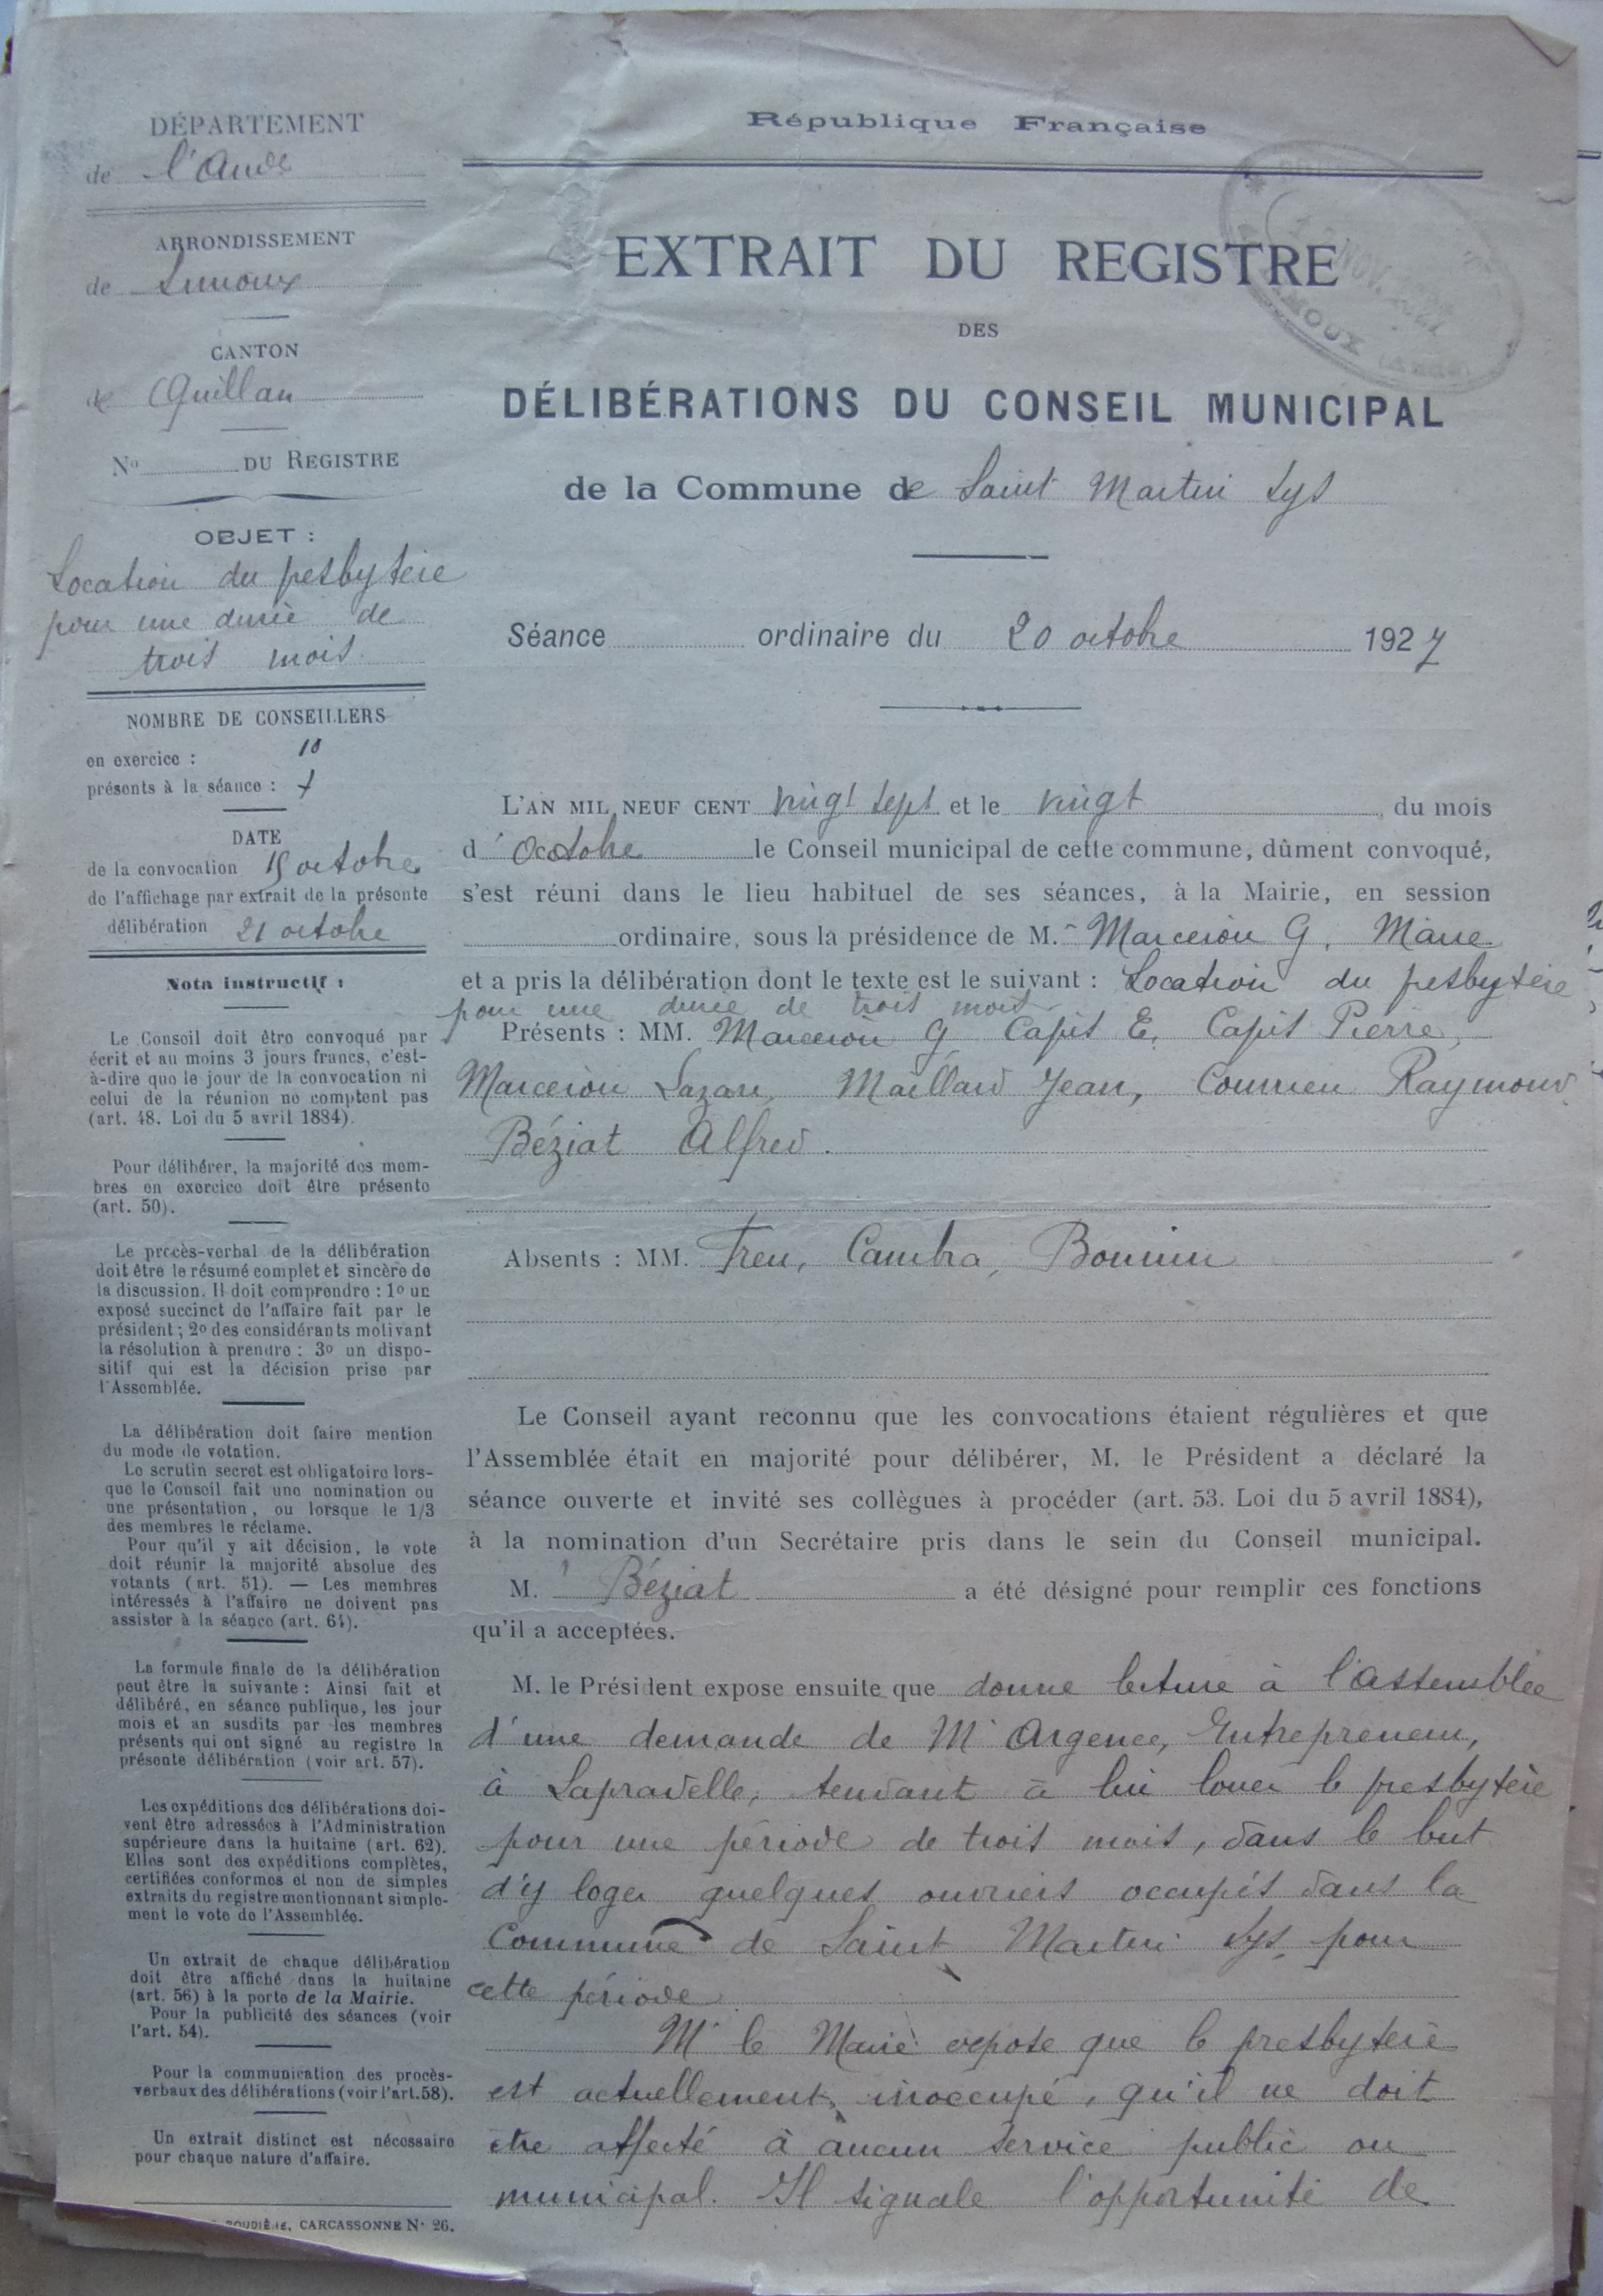 DÉPARTEMENT
de l'Aude
ARRONDISSEMENT
de Limoux
CANTON
de Quillan
No DU REGISTRE
OBJET :
Location du presbytère
pour une durée de
trois mois.
NOMBRE DE CONSEILLERS
en exercice : 10
présents à la séance : 7
DATE
de la convocation 15 octobre
de l'affichage par extrait de la présente
délibération 21 octobre
Nota instructif :
Le Conseil doit être convoqué par
écrit et au moins 3 jours francs, c'est-
à-dire que le jour de la convocation ni
celui de la réunion ne comptent pas
(art. 48. Loi du 5 avril 1884).
Pour délibérer, la majorité des mem-
bres en exercice doit être présente
(art. 50).
Le procès-verbal de la délibération
doit être le résumé complet et sincère de
la discussion. Il doit comprendre : 1o un
exposé succinct de l'affaire fait par le
président ; 2o des considérants motivant
la résolution à prendre : 3o un dispo-
sitif qui est la décision prise par
l'Assemblée.
La délibération doit faire mention
du mode de votation.
Le scrutin secret est obligatoire lors-
que le Conseil fait une nomination ou
une présentation, ou lorsque le 1/3
des membres le réclame.
Pour qu'il y ait décision, le vote
doit réunir la majorité absolue des
votants (art. 51). — Les membres
intéressés à l'affaire ne doivent pas
assister à la séance (art. 64).
La formule finale de la délibération
peut être la suivante : Ainsi fait et
délibéré, en séance publique, les jour
mois et an susdits par les membres
présents qui ont signé au registre la
présente délibération (voir art. 57).
Les expéditions des délibérations doi-
vent être adressées à l'Administration
supérieure dans la huitaine (art. 62).
Elles sont des expéditions complètes,
certifiées conformes et non de simples
extraits du registre mentionnant simple-
ment le vote de l'Assemblée.
Un extrait de chaque délibération
doit être affiché dans la huitaine
(art. 56) à la porte de la Mairie.
Pour la publicité des séances (voir
l'art. 54).
Pour la communication des procès-
verbaux des délibérations (voir l'art. 58).
Un extrait distinct est nécessaire
pour chaque nature d'affaire.
CARCASSONNE No 26.
République Française
EXTRAIT DU REGISTRE
DES
DÉLIBÉRATIONS DU CONSEIL MUNICIPAL
de la Commune de Saint Martin Lys
Séance ordinaire du 20 octobre 1927
L'AN MIL NEUF CENT vingt sept et le vingt du mois
d'Octobre le Conseil municipal de cette commune, dûment convoqué,
s'est réuni dans le lieu habituel de ses séances, à la Mairie, en session
ordinaire, sous la présidence de M. Marceron G, Maire
et a pris la délibération dont le texte est le suivant : Location du presbytère
pour une durée de trois mois
Présents : MM. Marceron G, Capit E, Capit Pierre,
Marceron Lazare, Maillard Jean, Raymond
Béziat Alfred.
Absents : MM. Treu, Cambra,
Le Conseil ayant reconnu que les convocations étaient régulières et que
l'Assemblée était en majorité pour délibérer, M. le Président a déclaré la
séance ouverte et invité ses collègues à procéder (art. 53. Loi du 5 avril 1884),
à la nomination d'un Secrétaire pris dans le sein du Conseil municipal.
M. Béziat a été désigné pour remplir ces fonctions
qu'il a acceptées.
M. le Président expose ensuite que donne lecture à l'Assemblée
d'une demande de Mr Argence, Entrepreneur,
à Lapradelle, tendant à lui louer le presbytère
pour une période de trois mois, dans le but
d'y loger quelques ouvriers occupés dans la
Commune de Saint Martin Lys pour
cette période
Mr le Maire expose que le presbytère
est actuellement inoccupé, qu'il ne doit
être affecté à aucun service public ou
municipal. Il signale l'opportunité de